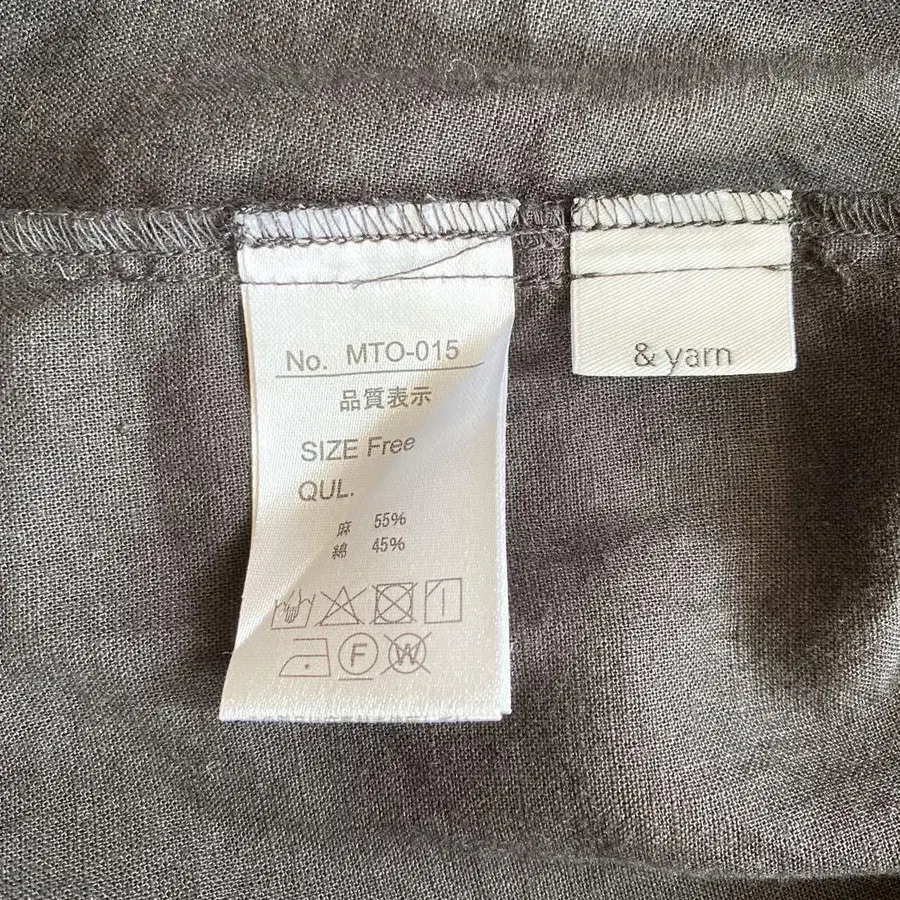 No. MTO-015
品質表示
SIZE Free
QUL.
麻 55%
綿 45%
F W
& yarn